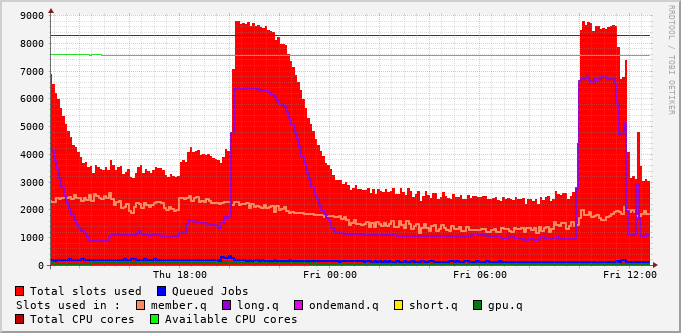 RRDTOOL / TOBI OETIKER
9000
8000
7000
6000
5000
4000
3000
2000
1000
0
Thu 18:00 Fri 00:00 Fri 06:00 Fri 12:00
Total slots used Queued Jobs
Slots used in : member.q long.q ondemand.q short.q gpu.q
Total CPU cores Available CPU cores